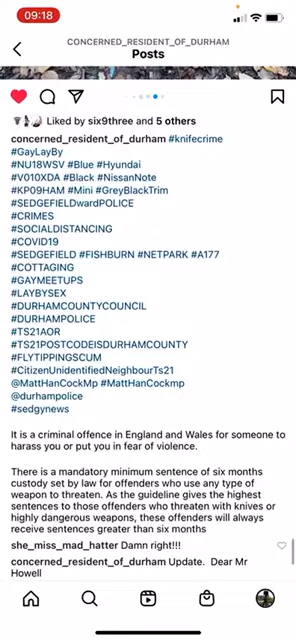 09:18
CONCERNED_RESIDENT_OF_DURHAM
Posts
Liked by six9three and 5 others
concerned_resident_of_durham #knifecrime
#GayLayBy
#NU18WSV #Blue #Hyundai
#V010XDA #Black #NissanNote
#KP09HAM #Mini #GreyBlackTrim
#SEDGEFIELDwardPOLICE
#CRIMES
#SOCIALDISTANCING
#COVID19
#SEDGEFIELD #FISHBURN #NETPARK #A177
#COTTAGING
#GAYMEETUPS
#LAYBYSEX
#DURHAMCOUNTYCOUNCIL
#DURHAMPOLICE
#TS21AOR
#TS21POSTCODEISDURHAMCOUNTY
#FLYTIPPINGSCUM
#CitizenUnidentifiedNeighbourTs21
@MattHanCockMp #MattHanCockmp
@durhampolice
#sedgynews
It is a criminal offence in England and Wales for someone to
harass you or put you in fear of violence.
There is a mandatory minimum sentence of six months
custody set by law for offenders who use any type of
weapon to threaten. As the guideline gives the highest
sentences to those offenders who threaten with knives or
highly dangerous weapons, these offenders will always
receive sentences greater than six months
she_miss_mad_hatter Damn right!!!
concerned_resident_of_durham Update. Dear Mr
Howell